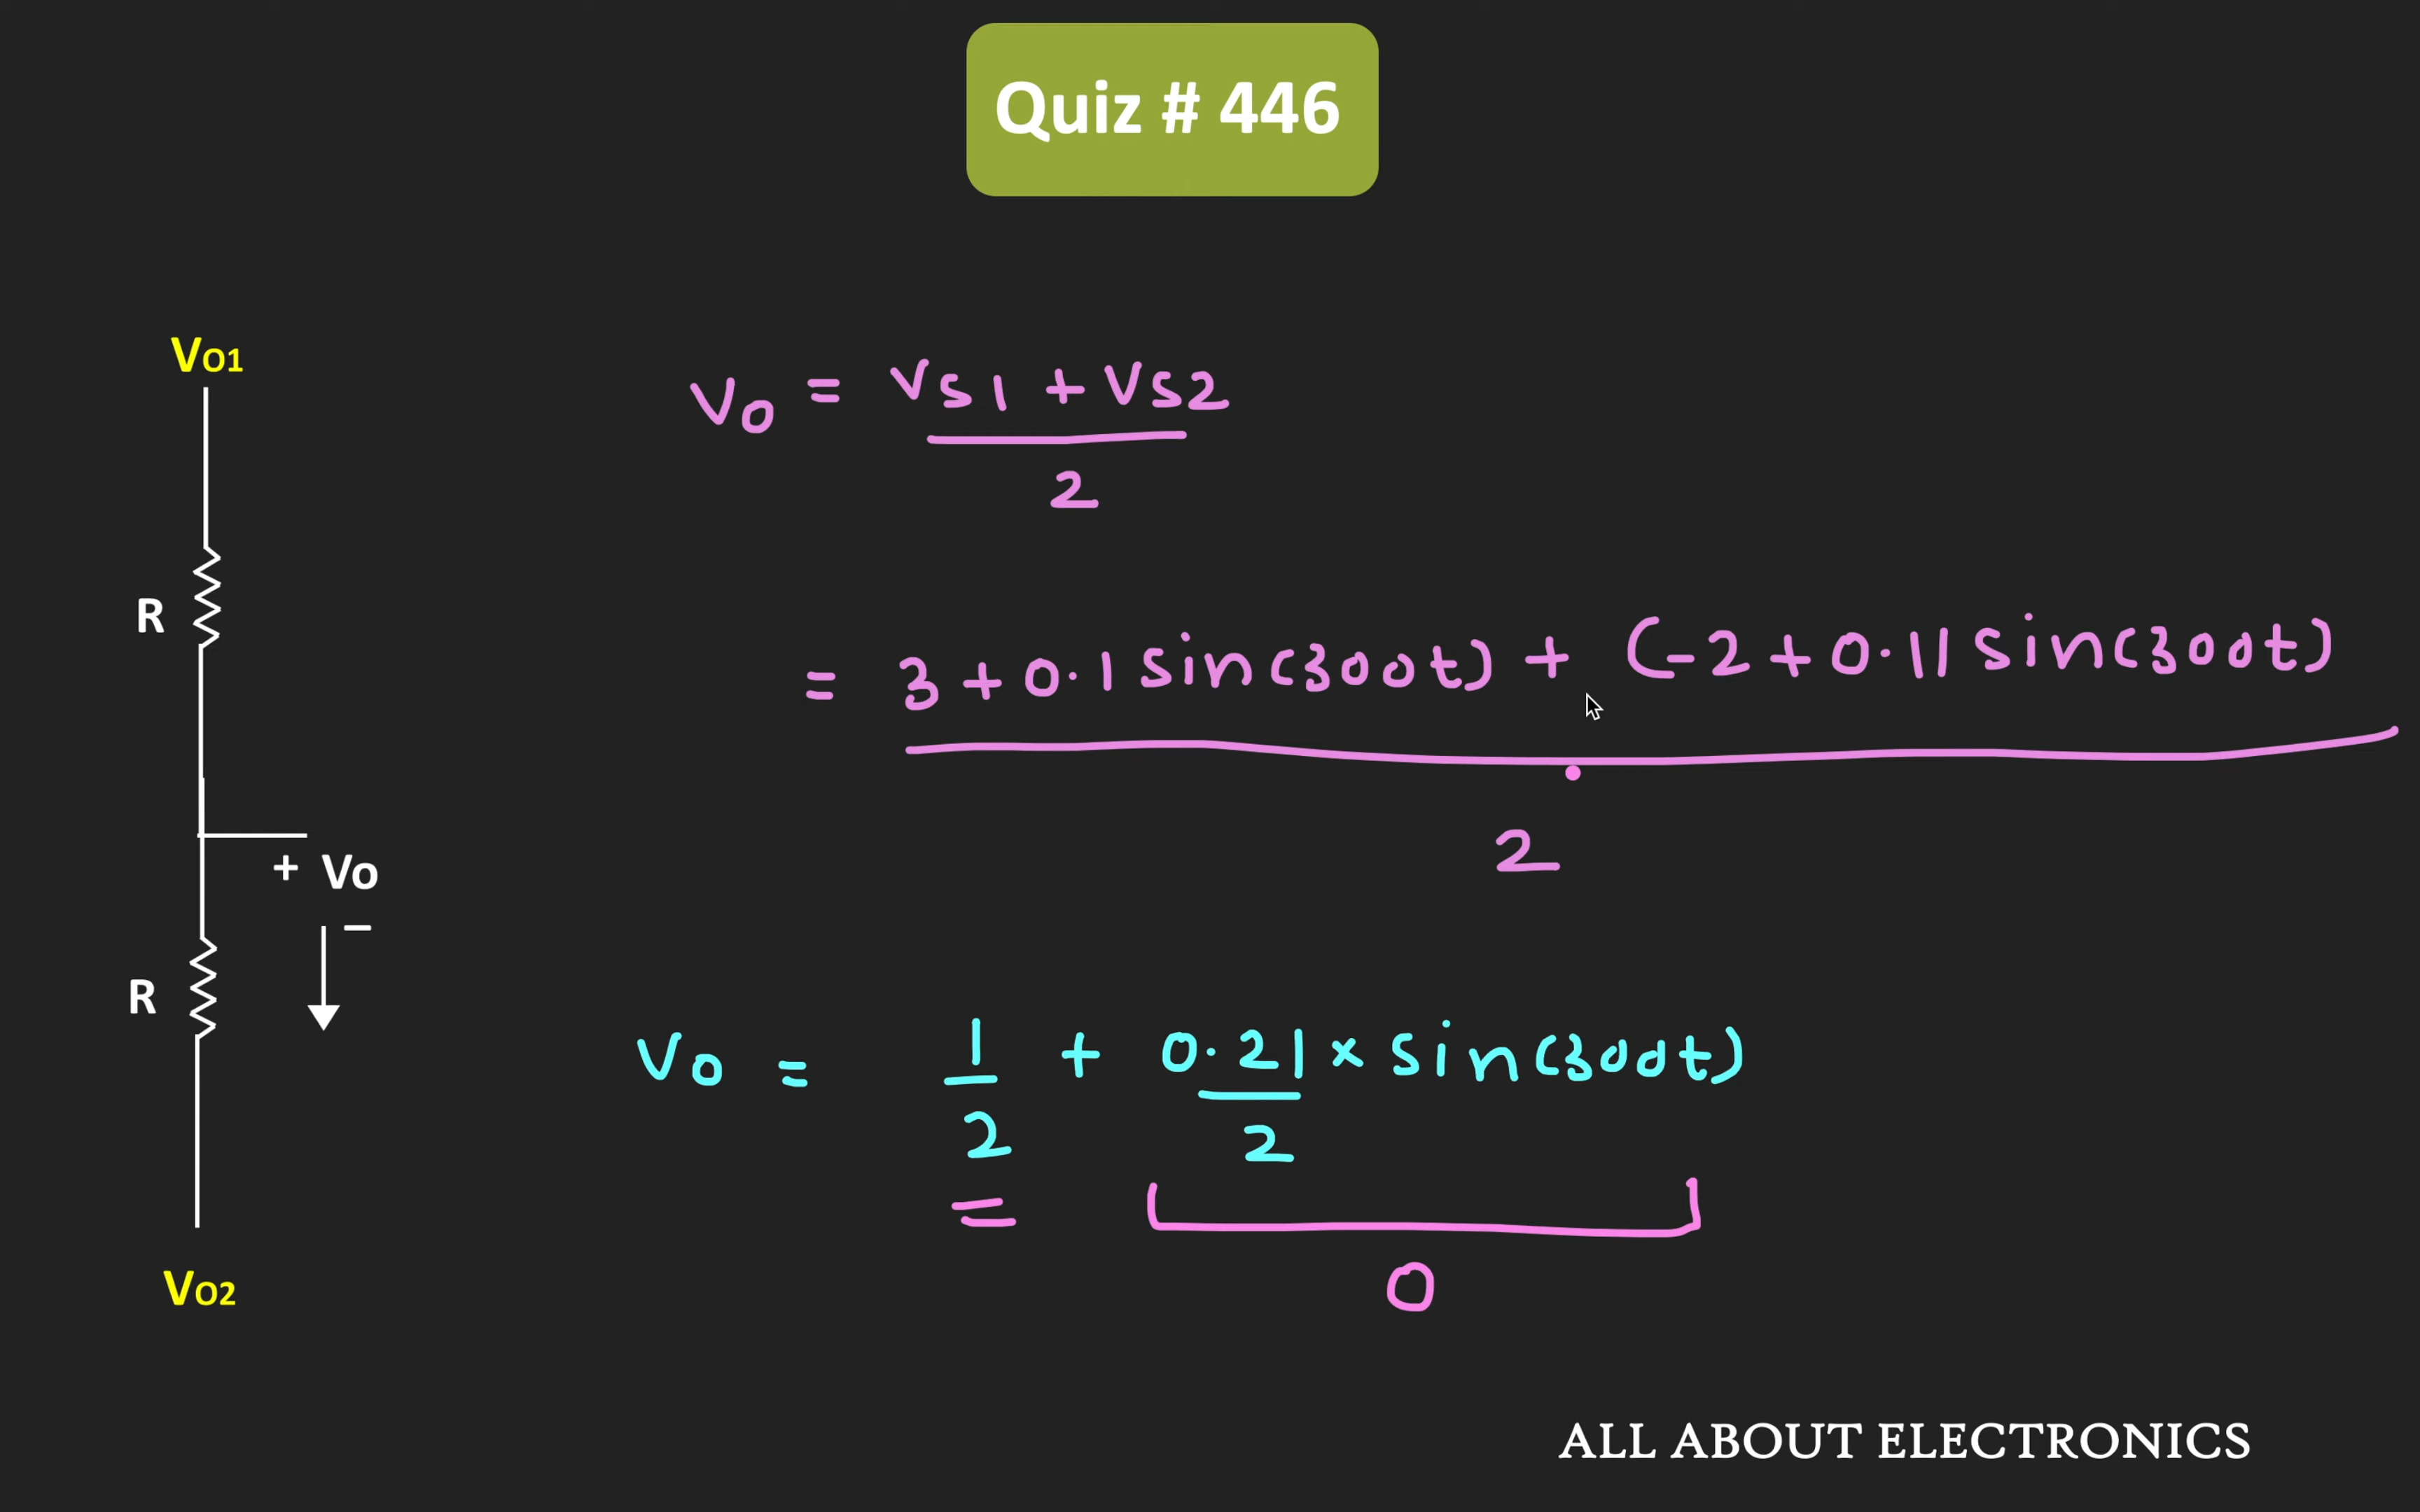 Quiz # 446
VO1
R
+ Vo
−
R
VO2
Vo = Vs1 + Vs2
2
= 3 + 0.1 sin(300t) + (-2 + 0.11 sin(300t)
2
Vo = 1 + 0.21 × sin(300t)
2 2
=
0
ALL ABOUT ELECTRONICS